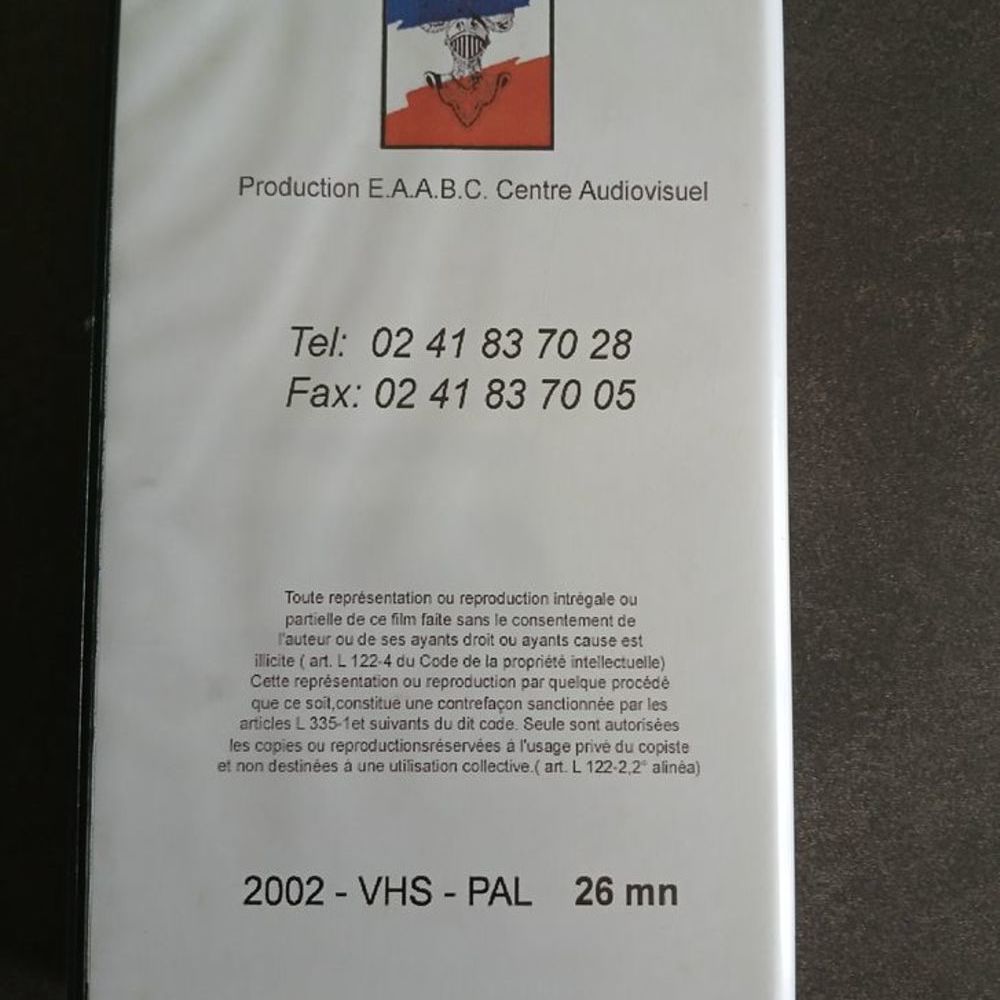 Production E.A.A.B.C. Centre Audiovisuel
Tel: 02 41 83 70 28
Fax: 02 41 83 70 05
Toute représentation ou reproduction intrégale ou
partielle de ce film faite sans le consentement de
l'auteur ou de ses ayants droit ou ayants cause est
illicite ( art. L 122-4 du Code de la propriété intellectuelle)
Cette représentation ou reproduction par quelque procédé
que ce soit,constitue une contrefaçon sanctionnée par les
articles L 335-1et suivants du dit code. Seule sont autorisées
les copies ou reproductionsréservées à l'usage privé du copiste
et non destinées à une utilisation collective.( art. L 122-2,2° alinéa)
2002 - VHS - PAL 26 mn